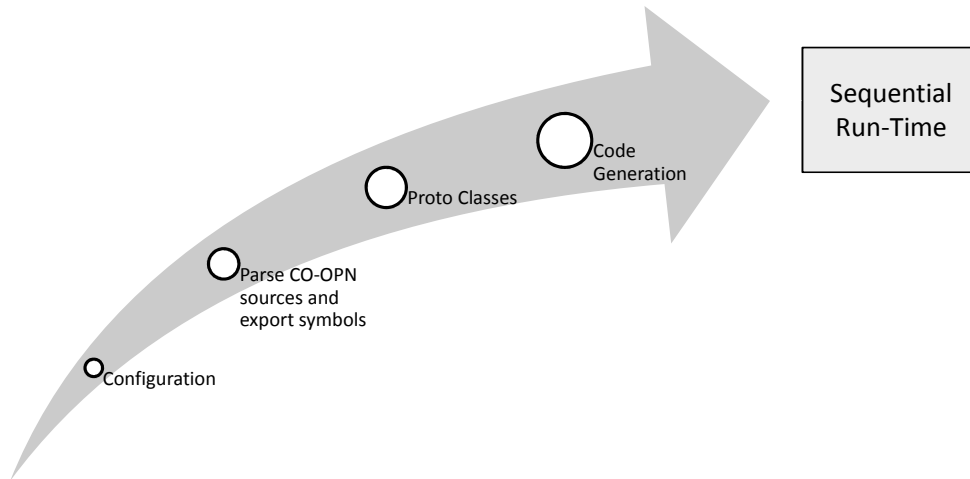 Sequential
Run-Time
Code
Generation
Proto Classes
Parse CO-OPN
sources and
export symbols
Configuration